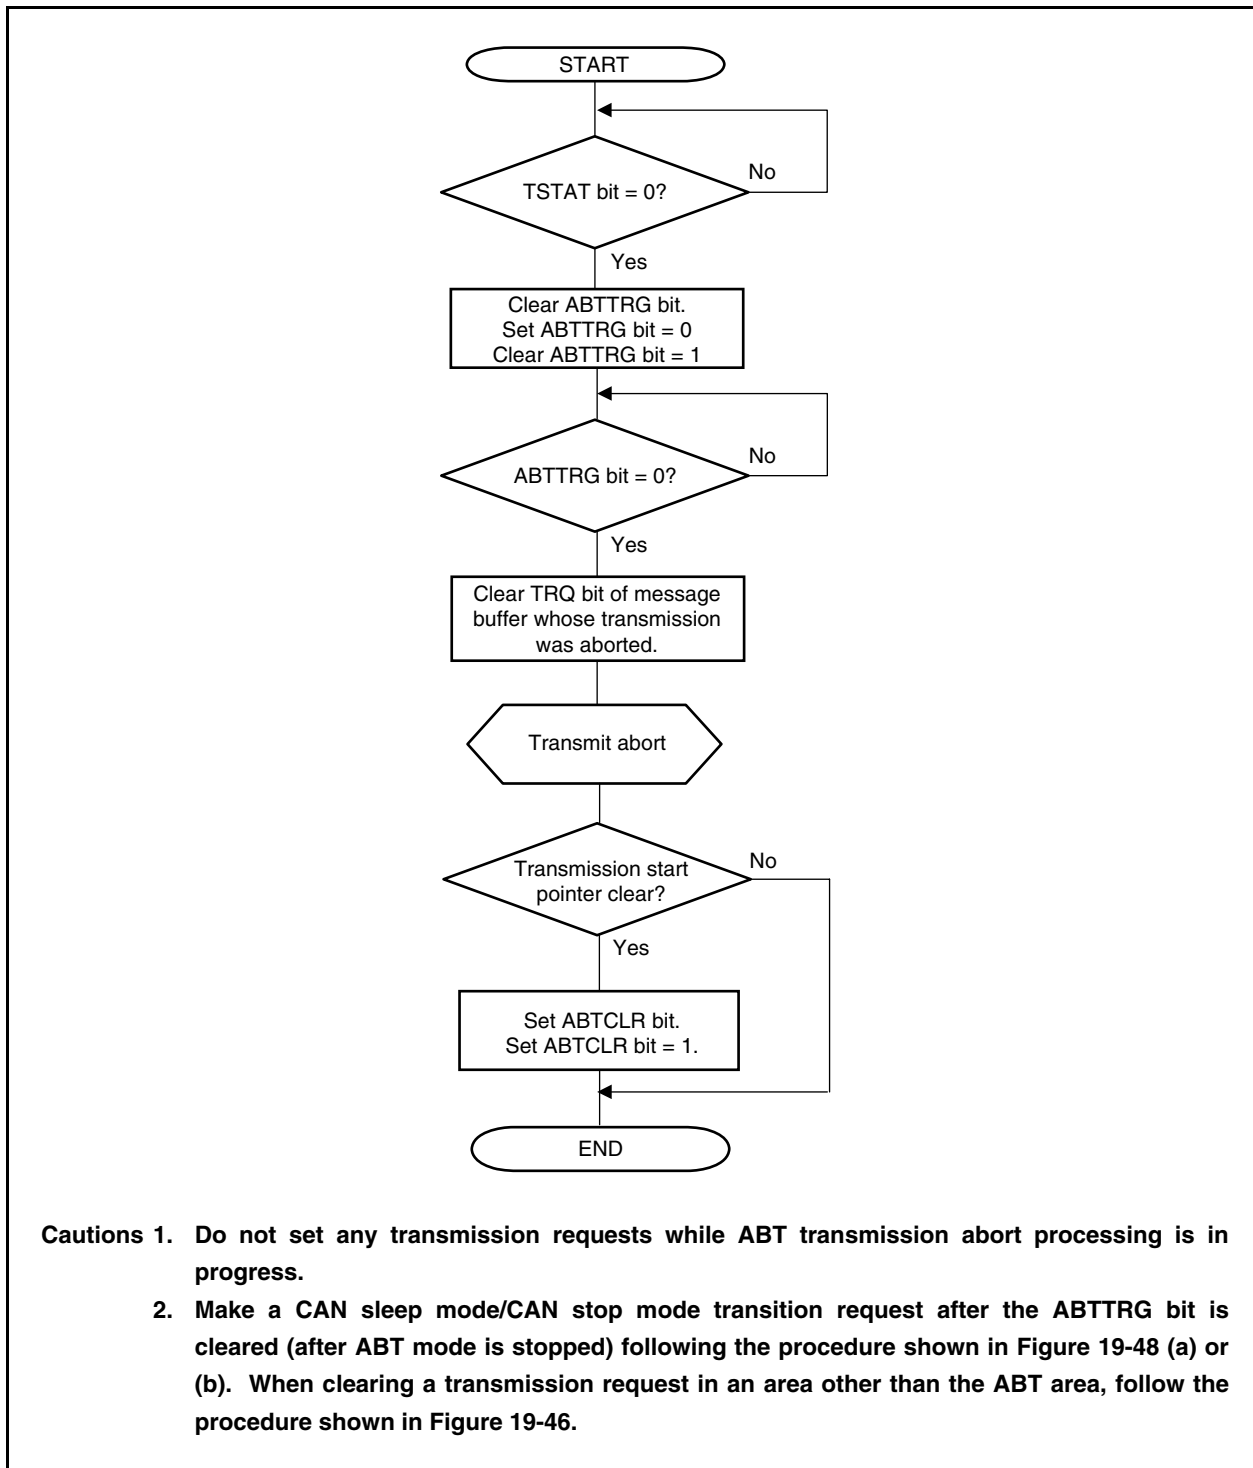 START
No
TSTAT bit = 0?
Yes
Clear ABTTRG bit.
Set ABTTRG bit = 0
Clear ABTTRG bit = 1
No
ABTTRG bit = 0?
Yes
Clear TRQ bit of message
buffer whose transmission
was aborted.
Transmit abort
No
Transmission start
pointer clear?
Yes
Set ABTCLR bit.
Set ABTCLR bit = 1.
END
Cautions 1. Do not set any transmission requests while ABT transmission abort processing is in
progress.
2. Make a CAN sleep mode/CAN stop mode transition request after the ABTTRG bit is
cleared (after ABT mode is stopped) following the procedure shown in Figure 19-48 (a) or
(b). When clearing a transmission request in an area other than the ABT area, follow the
procedure shown in Figure 19-46.